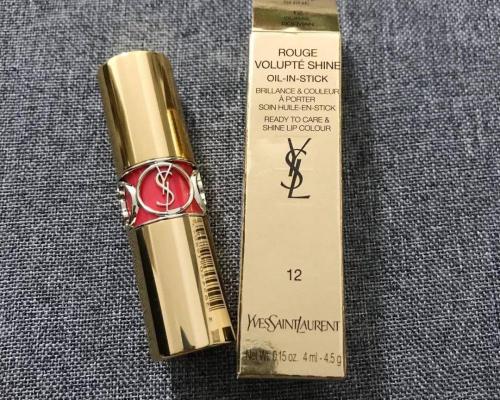 ROUGE
VOLUPTÉ SHINE
OIL-IN-STICK
BRILLANCE & COULEUR
À PORTER
SOIN HUILE-EN-STICK
READY TO CARE &
SHINE LIP COLOUR
YSL
12
YVESSAINTLAURENT
Net Wt. 0.15 oz. 4 ml - 4.5 g
YSL